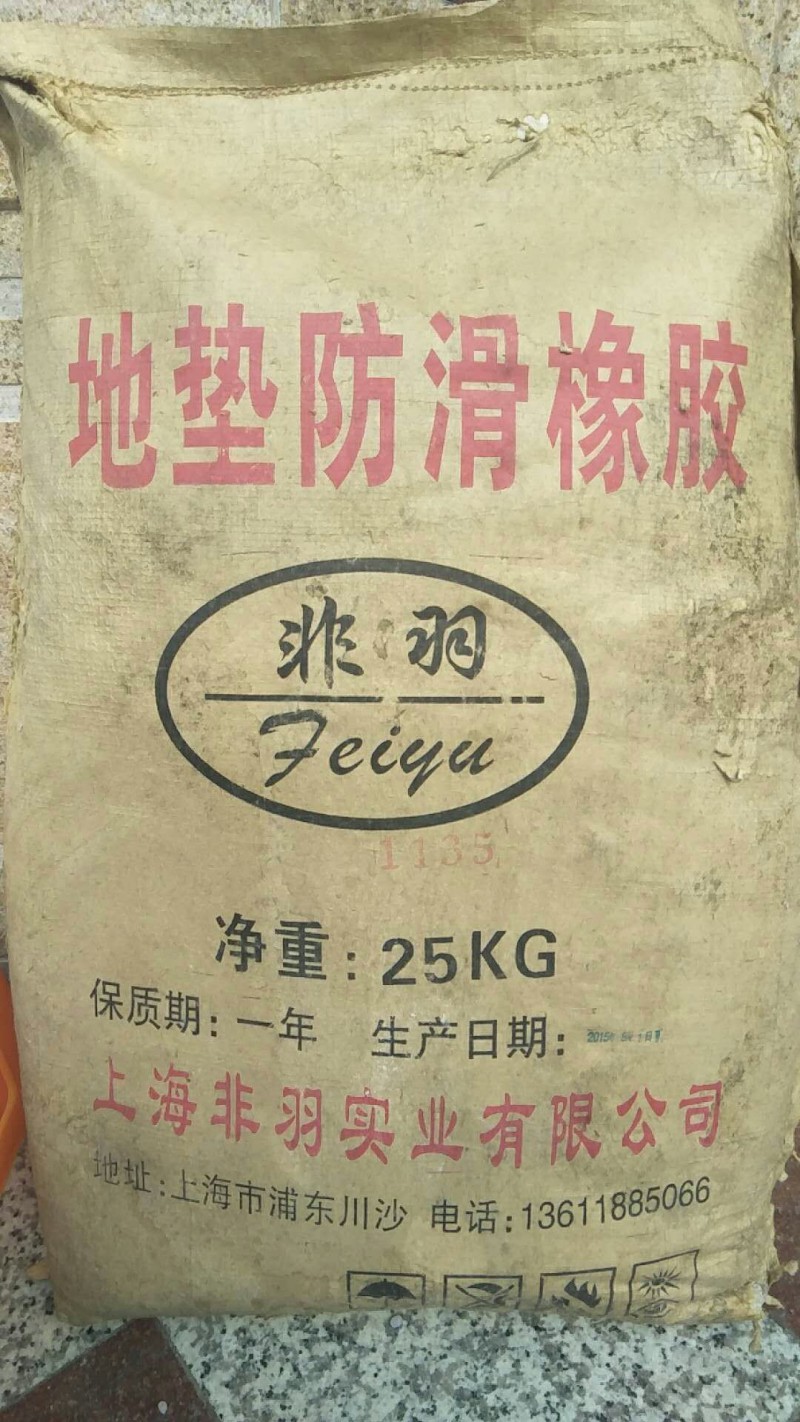 地垫防滑橡胶
非羽
Feiyu
1135
净重：25KG
保质期：一年 生产日期：
上海非羽实业有限公司
地址：上海市浦东川沙 电话：13611885066